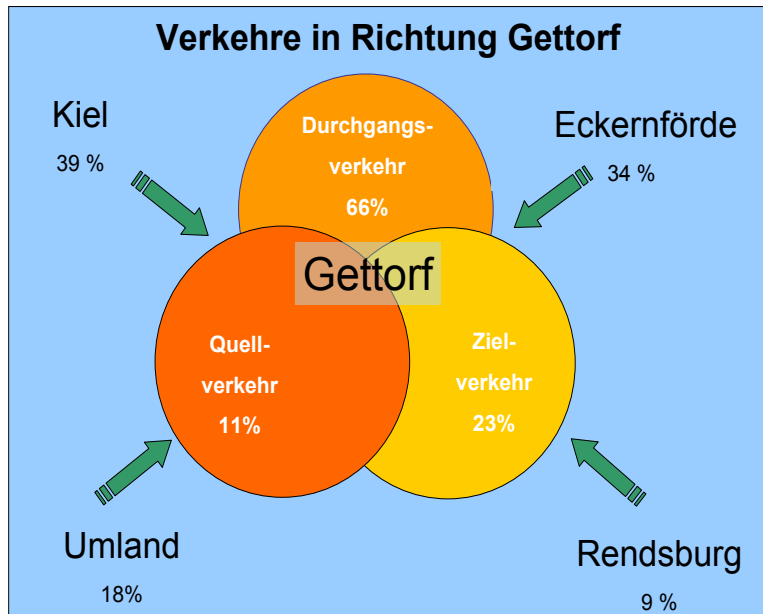 Verkehre in Richtung Gettorf
Kiel
39 %
Eckernförde
34 %
Durchgangs-
verkehr
66%
Gettorf
Quell-
verkehr
11%
Ziel-
verkehr
23%
Umland
18%
Rendsburg
9 %